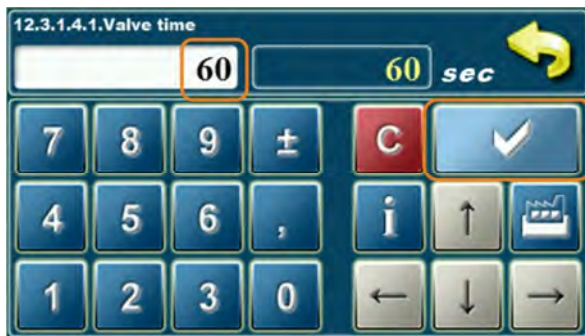 12.3.1.4.1.Valve time
60 60 sec
7 8 9 ± C
4 5 6 , i ↑
1 2 3 0 ← ↓ →